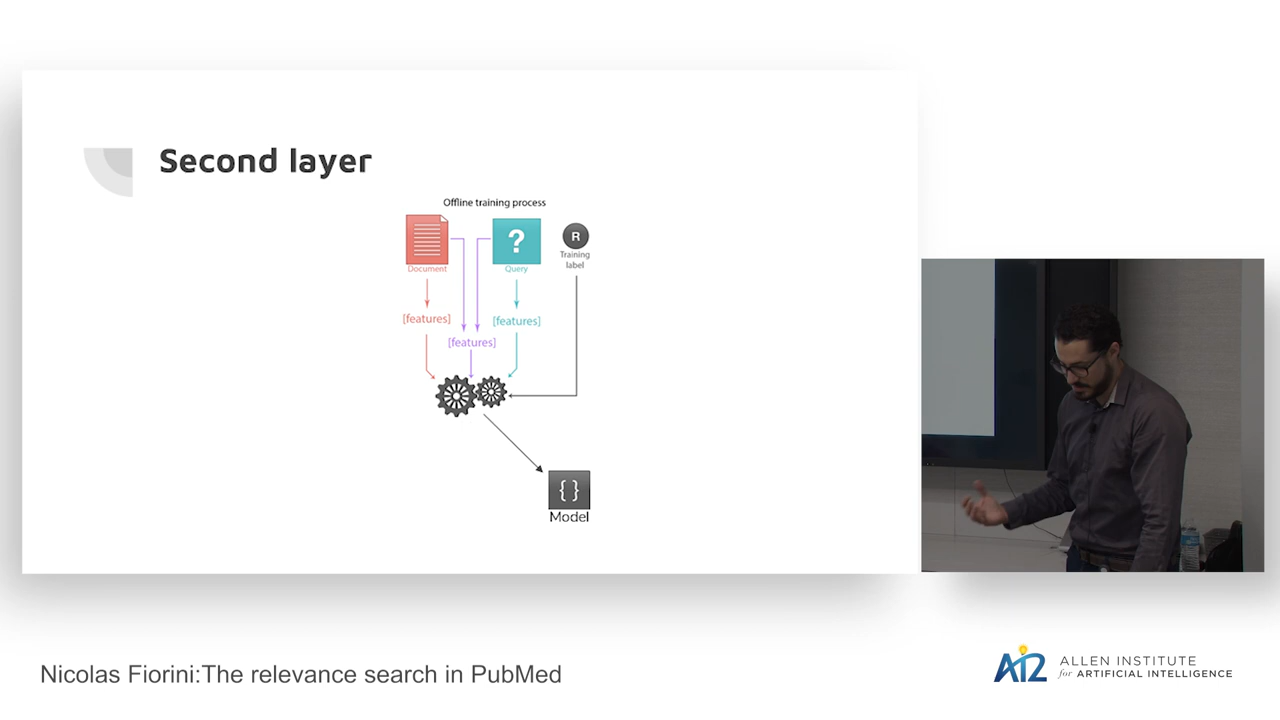 Second layer
Offline training process
?
R
Document
Query
Training
label
[features]
[features]
[features]
{ }
Model
Nicolas Fiorini:The relevance search in PubMed
AI2
ALLEN INSTITUTE
for ARTIFICIAL INTELLIGENCE